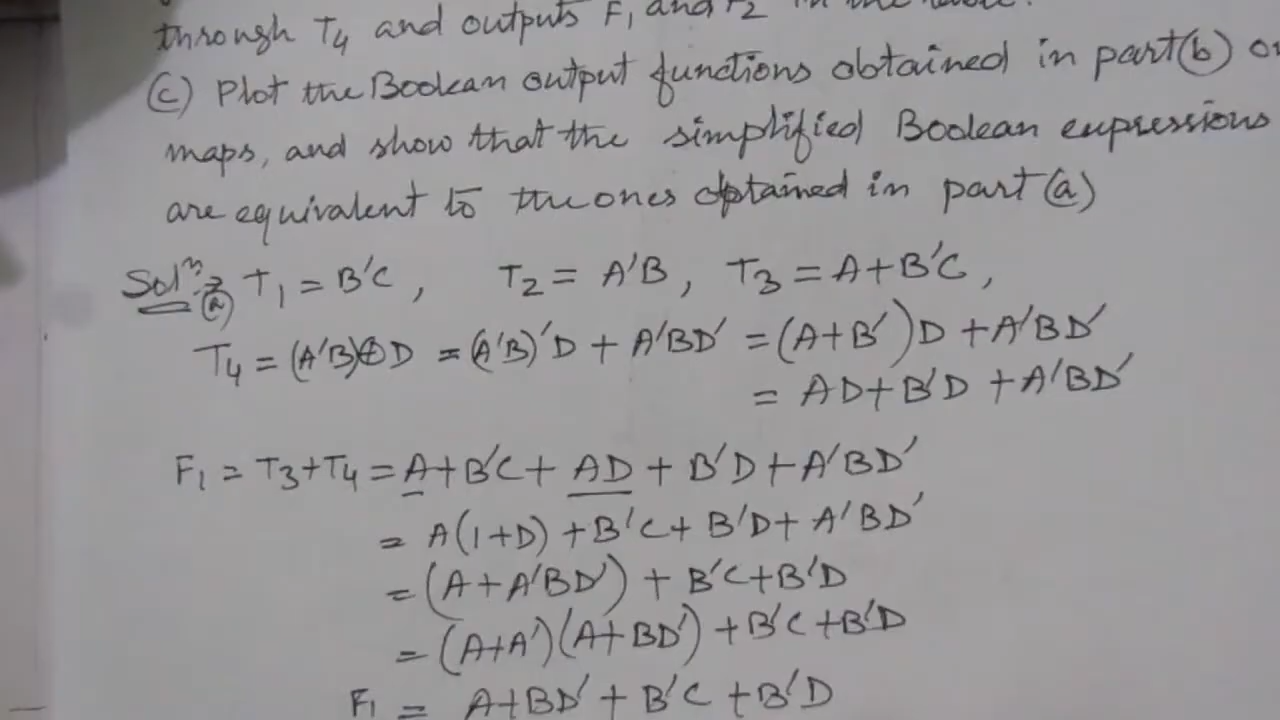 through T4 and outputs F1 and F2 in the
(c) Plot the Boolean output functions obtained in part(b) on
maps, and show that the simplified Boolean expressions
are equivalent to the ones obtained in part (a)
Solⁿ:→ (a) T1 = B'C, T2 = A'B, T3 = A+B'C,
T4 = (A'B)⊕D = (A'B)'D + A'BD' = (A+B')D + A'BD'
= AD+B'D + A'BD'
F1 = T3+T4 = A+B'C+ AD + B'D+A'BD'
= A(1+D) +B'C+ B'D+ A'BD'
= (A+A'BD') + B'C+B'D
= (A+A')(A+BD') +B'C+B'D
F1 = A+BD' + B'C +B'D